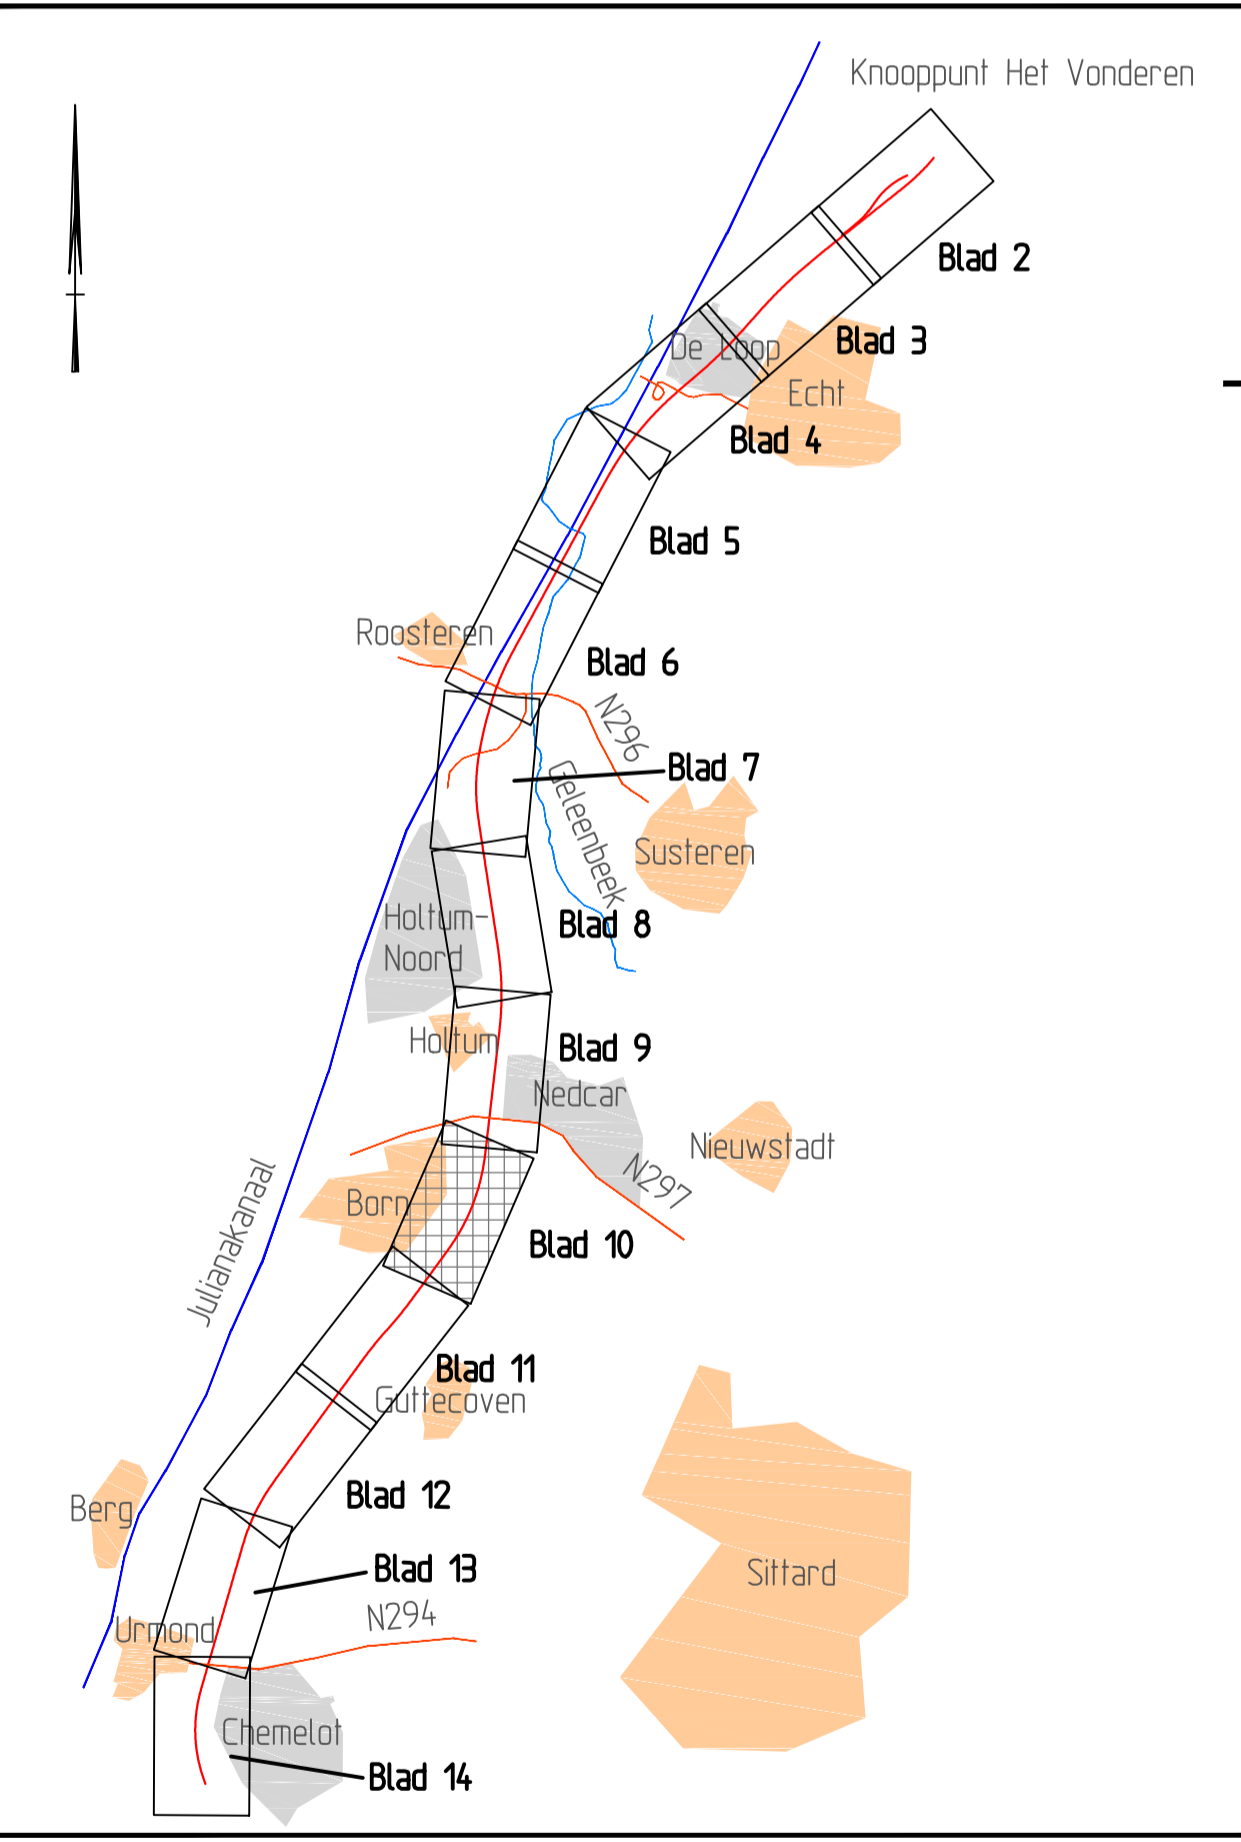 Knooppunt Het Vonderen
Blad 2
Blad 3
De Loop
Echt
Blad 4
Blad 5
Roosteren
Blad 6
N296
Blad 7
Geleenbeek
Susteren
Holtum-
Noord
Blad 8
Holtum
Blad 9
Nedcar
Nieuwstadt
N297
Born
Blad 10
Julianakanaal
Blad 11
Guttecoven
Blad 12
Berg
Blad 13
Sittard
N294
Urmond
Chemelot
Blad 14